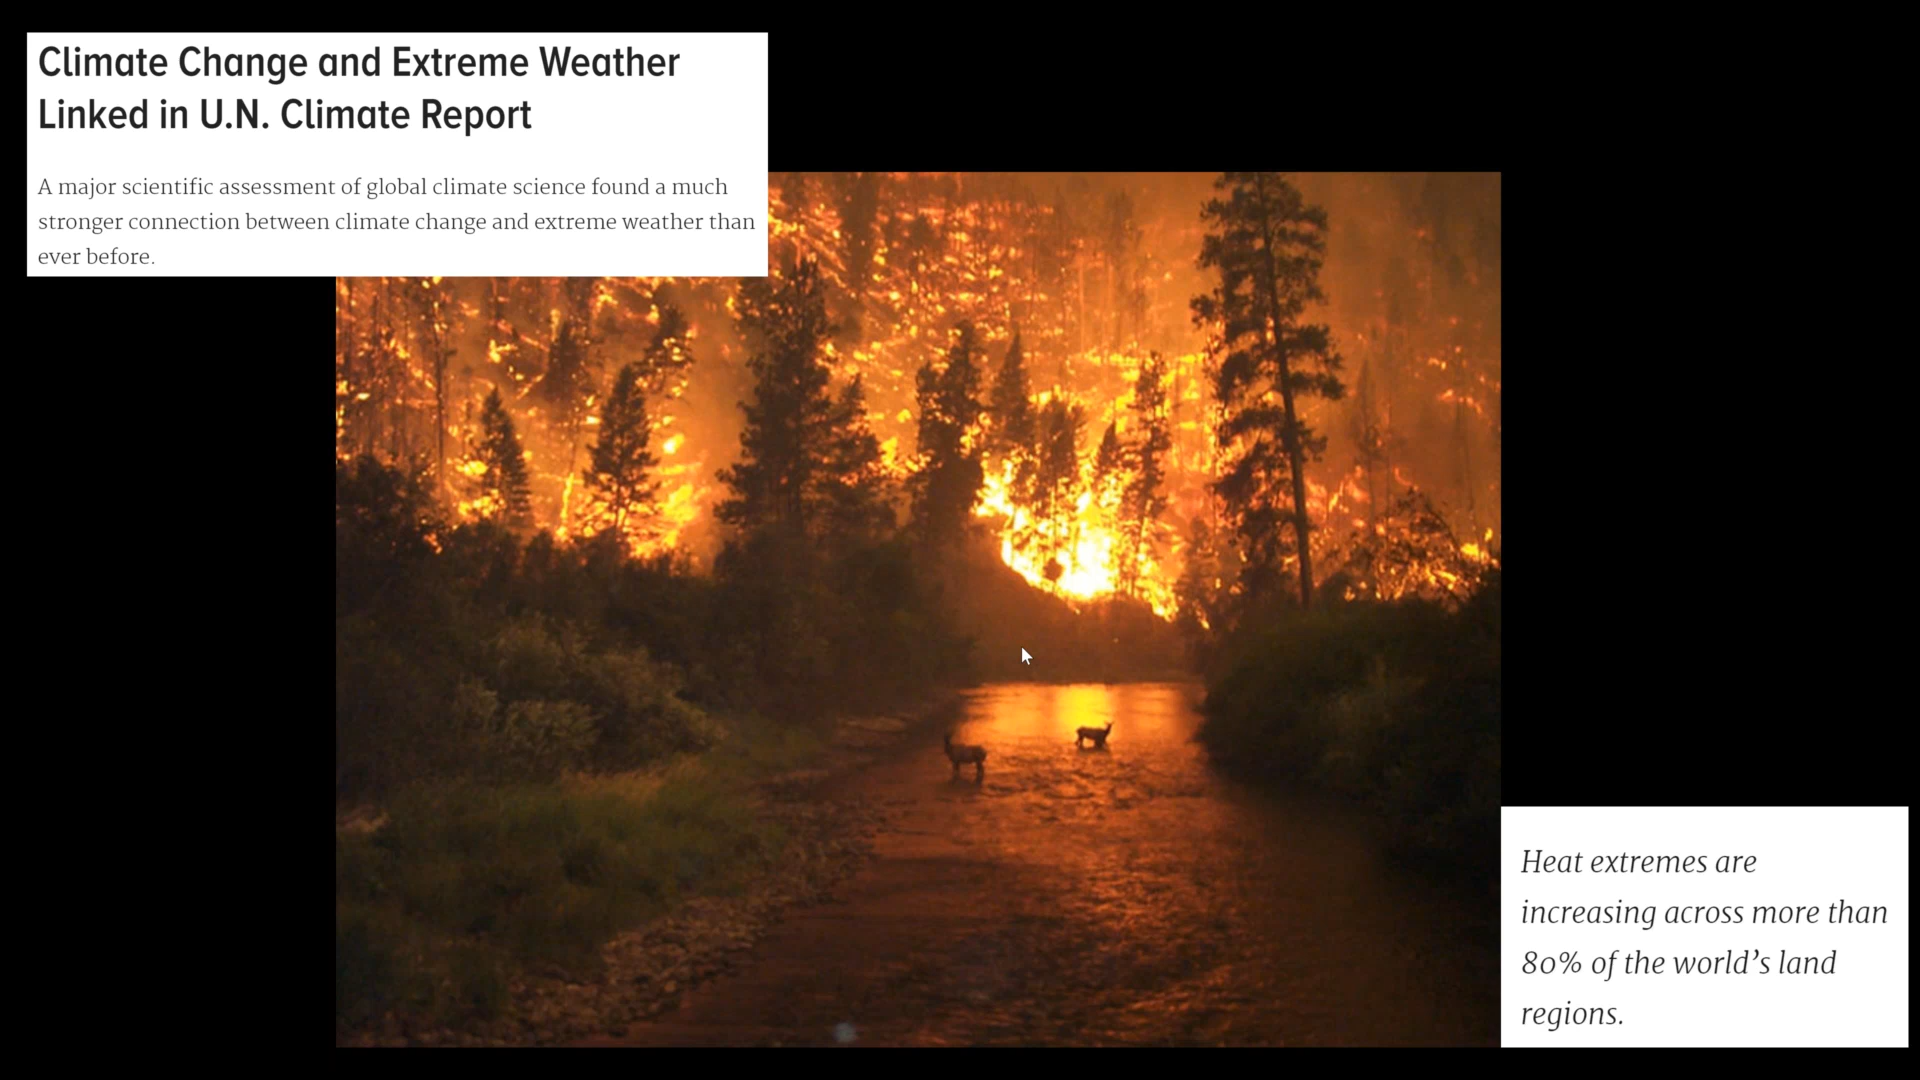 Climate Change and Extreme Weather
Linked in U.N. Climate Report
A major scientific assessment of global climate science found a much
stronger connection between climate change and extreme weather than
ever before.
Heat extremes are
increasing across more than
80% of the world’s land
regions.